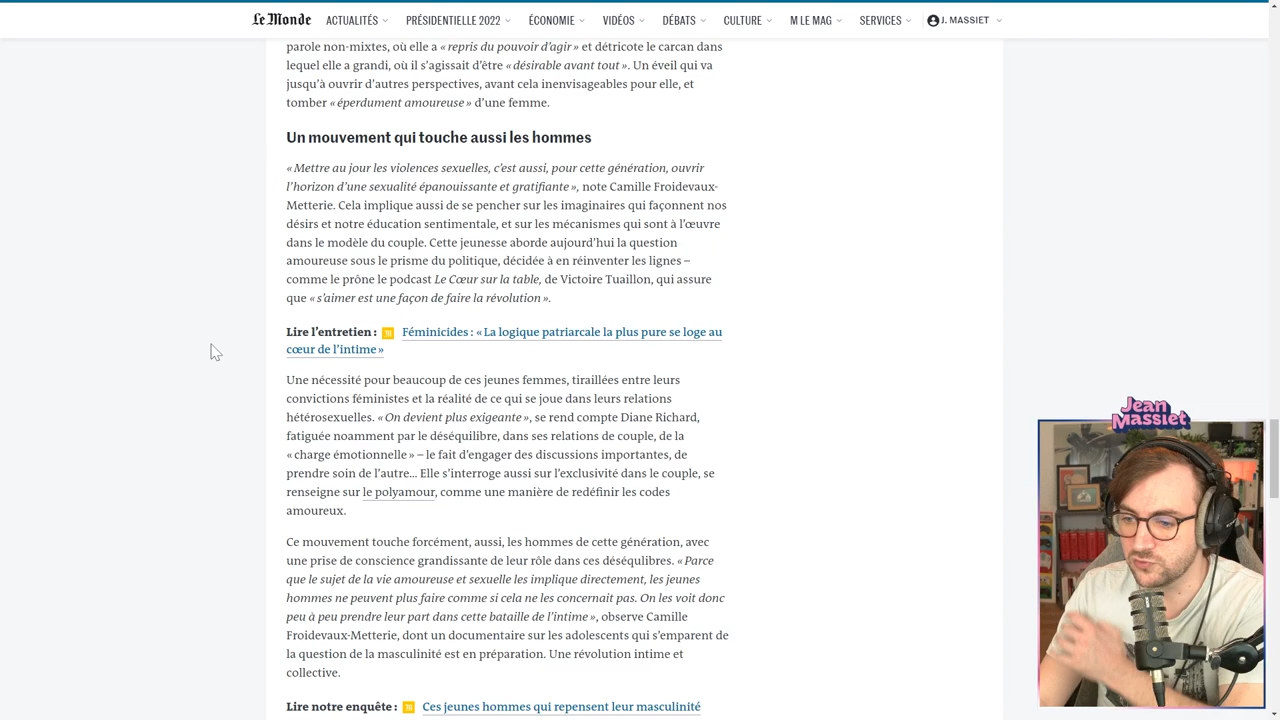 Le Monde ACTUALITÉS PRÉSIDENTIELLE 2022 ÉCONOMIE VIDÉOS DÉBATS CULTURE M LE MAG SERVICES J. MASSIET
parole non-mixtes, où elle a « repris du pouvoir d’agir » et détricote le carcan dans
lequel elle a grandi, où il s’agissait d’être « désirable avant tout ». Un éveil qui va
jusqu’à ouvrir d’autres perspectives, avant cela inenvisageables pour elle, et
tomber « éperdument amoureuse » d’une femme.
Un mouvement qui touche aussi les hommes
« Mettre au jour les violences sexuelles, c’est aussi, pour cette génération, ouvrir
l’horizon d’une sexualité épanouissante et gratifiante », note Camille Froidevaux-
Metterie. Cela implique aussi de se pencher sur les imaginaires qui façonnent nos
désirs et notre éducation sentimentale, et sur les mécanismes qui sont à l’œuvre
dans le modèle du couple. Cette jeunesse aborde aujourd’hui la question
amoureuse sous le prisme du politique, décidée à en réinventer les lignes –
comme le prône le podcast Le Cœur sur la table, de Victoire Tuaillon, qui assure
que « s’aimer est une façon de faire la révolution ».
Lire l’entretien : Féminicides : « La logique patriarcale la plus pure se loge au
cœur de l’intime »
Une nécessité pour beaucoup de ces jeunes femmes, tiraillées entre leurs
convictions féministes et la réalité de ce qui se joue dans leurs relations
hétérosexuelles. « On devient plus exigeante », se rend compte Diane Richard,
fatiguée noamment par le déséquilibre, dans ses relations de couple, de la
« charge émotionnelle » – le fait d’engager des discussions importantes, de
prendre soin de l’autre… Elle s’interroge aussi sur l’exclusivité dans le couple, se
renseigne sur le polyamour, comme une manière de redéfinir les codes
amoureux.
Ce mouvement touche forcément, aussi, les hommes de cette génération, avec
une prise de conscience grandissante de leur rôle dans ces déséqulibres. « Parce
que le sujet de la vie amoureuse et sexuelle les implique directement, les jeunes
hommes ne peuvent plus faire comme si cela ne les concernait pas. On les voit donc
peu à peu prendre leur part dans cette bataille de l’intime », observe Camille
Froidevaux-Metterie, dont un documentaire sur les adolescents qui s’emparent de
la question de la masculinité est en préparation. Une révolution intime et
collective.
Lire notre enquête : Ces jeunes hommes qui repensent leur masculinité
Jean
Massiet